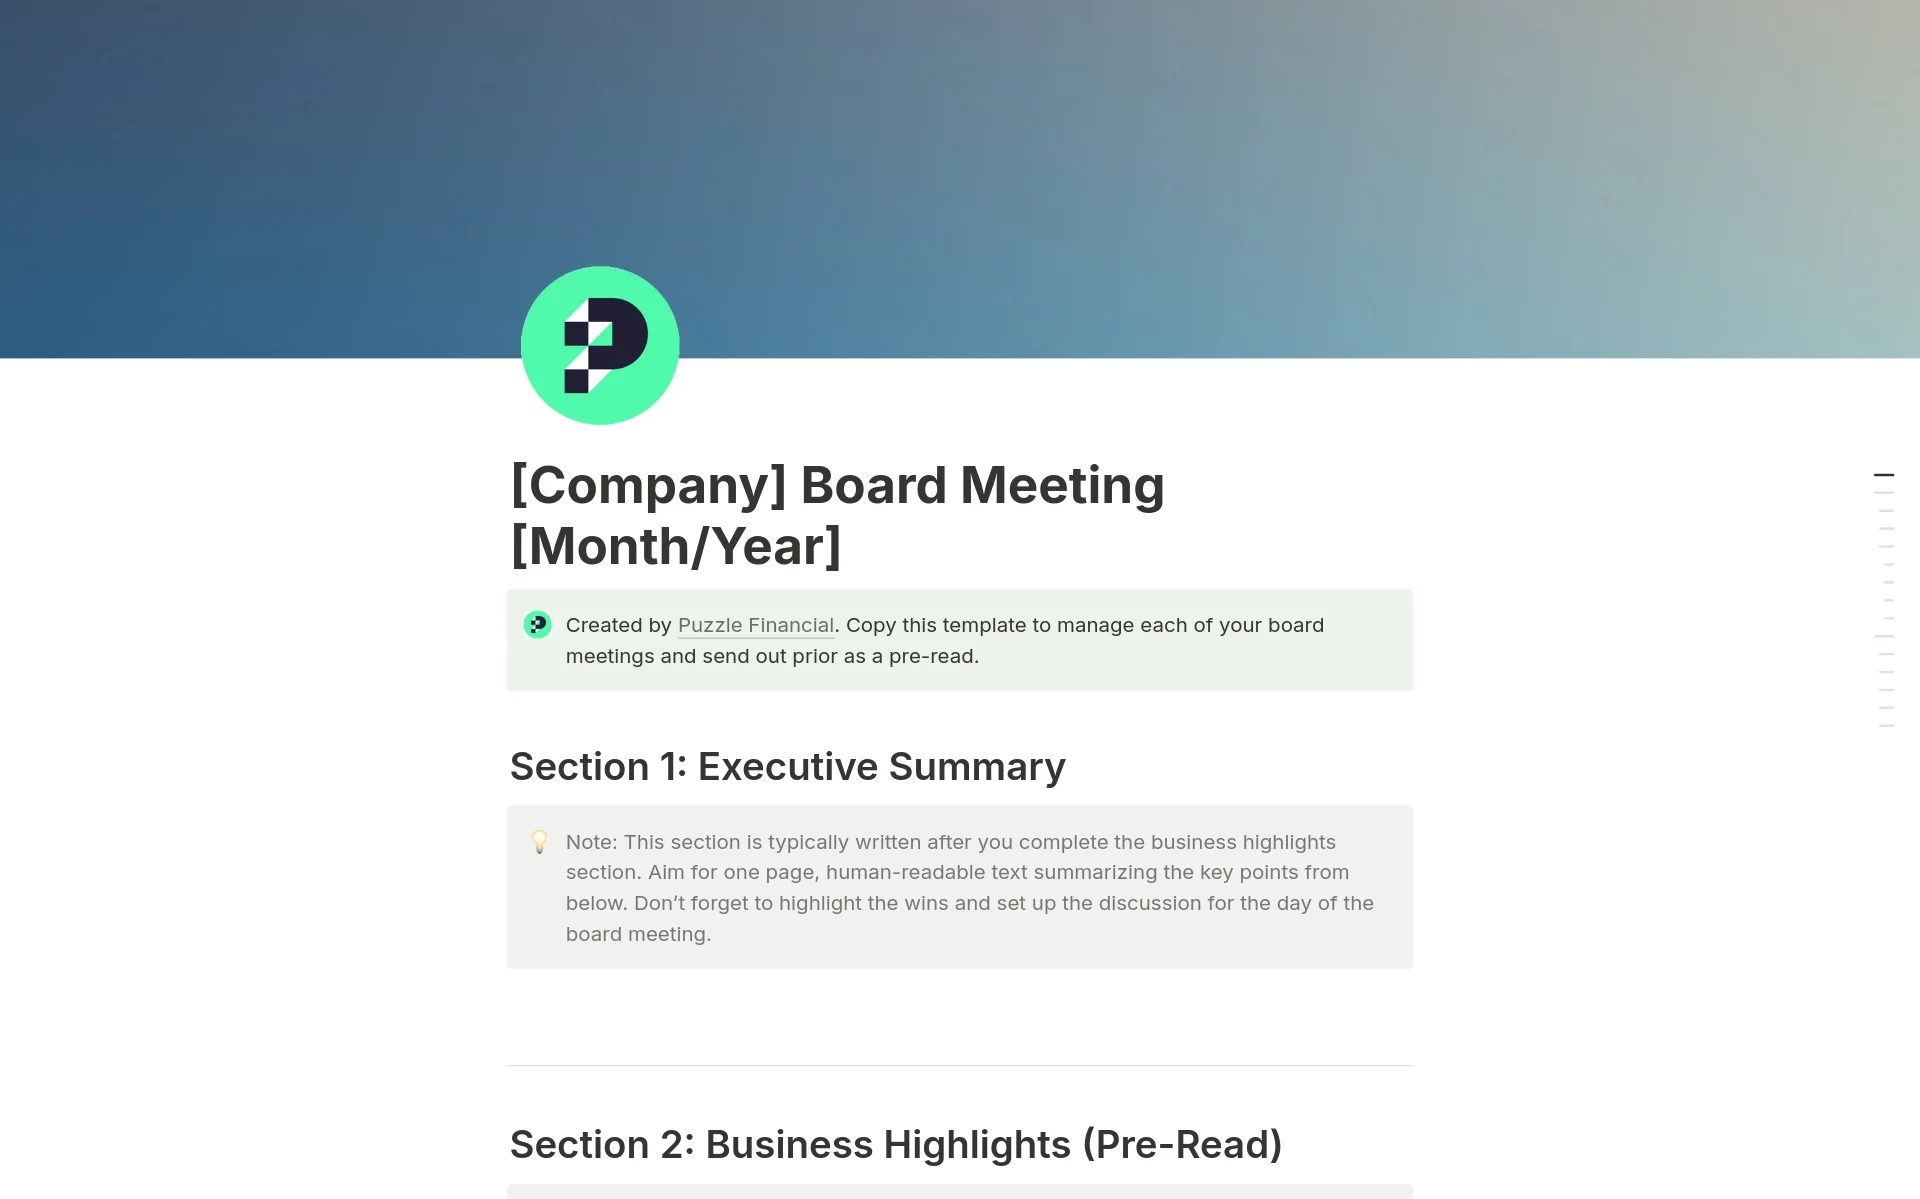 [Company] Board Meeting
[Month/Year]
Created by Puzzle Financial. Copy this template to manage each of your board
meetings and send out prior as a pre-read.
Section 1: Executive Summary
Note: This section is typically written after you complete the business highlights
section. Aim for one page, human-readable text summarizing the key points from
below. Don’t forget to highlight the wins and set up the discussion for the day of the
board meeting.
Section 2: Business Highlights (Pre-Read)